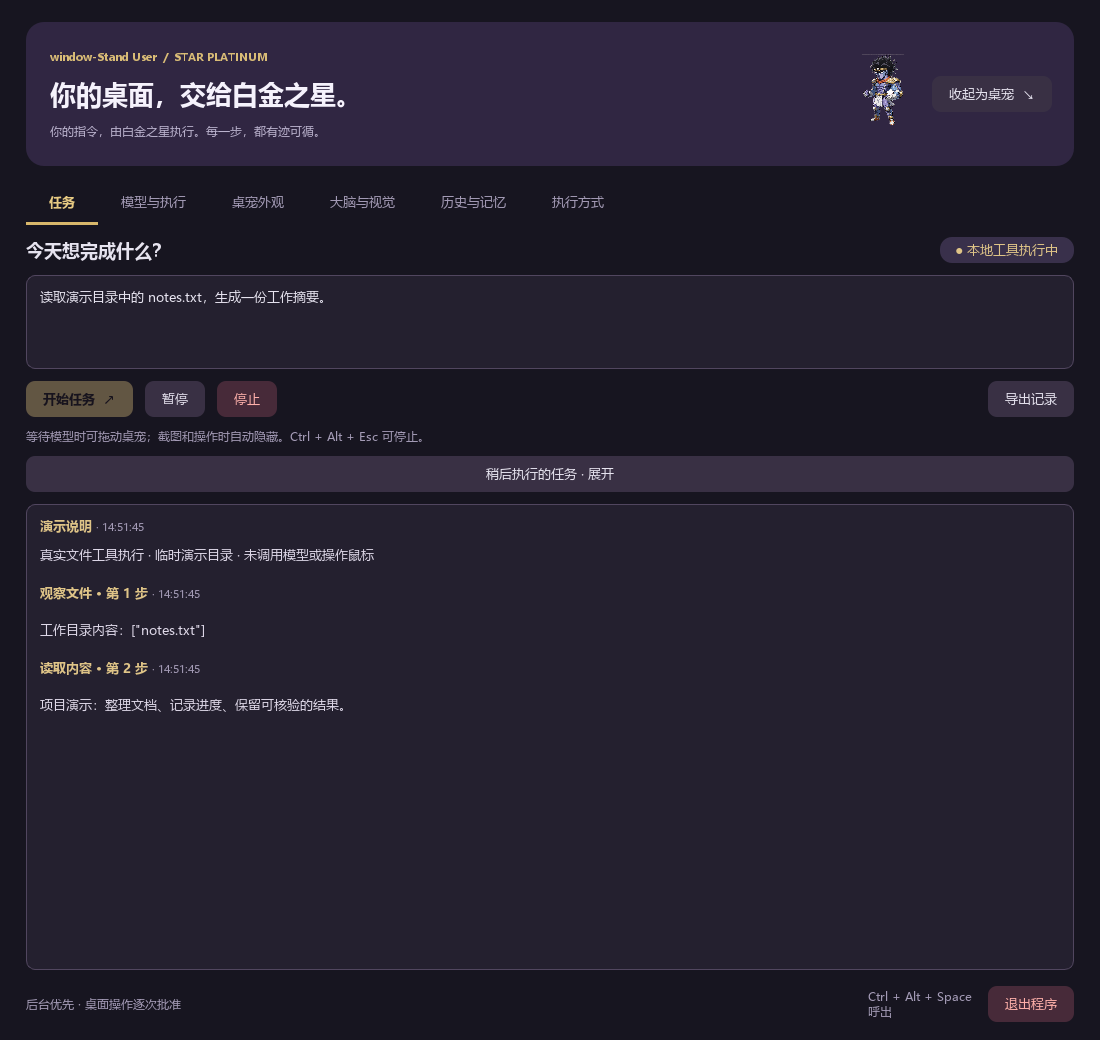 window-Stand User / STAR PLATINUM
你的桌面，交给白金之星。
你的指令，由白金之星执行。每一步，都有迹可循。
收起为桌宠 ↘
任务 模型与执行 桌宠外观 大脑与视觉 历史与记忆 执行方式
今天想完成什么？
● 本地工具执行中
读取演示目录中的 notes.txt，生成一份工作摘要。
开始任务 ↗ 暂停 停止 导出记录
等待模型时可拖动桌宠；截图和操作时自动隐藏。Ctrl + Alt + Esc 可停止。
稍后执行的任务 · 展开
演示说明 · 14:51:45
真实文件工具执行 · 临时演示目录 · 未调用模型或操作鼠标
观察文件 • 第 1 步 · 14:51:45
工作目录内容：["notes.txt"]
读取内容 • 第 2 步 · 14:51:45
项目演示：整理文档、记录进度、保留可核验的结果。
后台优先 · 桌面操作逐次批准
Ctrl + Alt + Space
呼出
退出程序